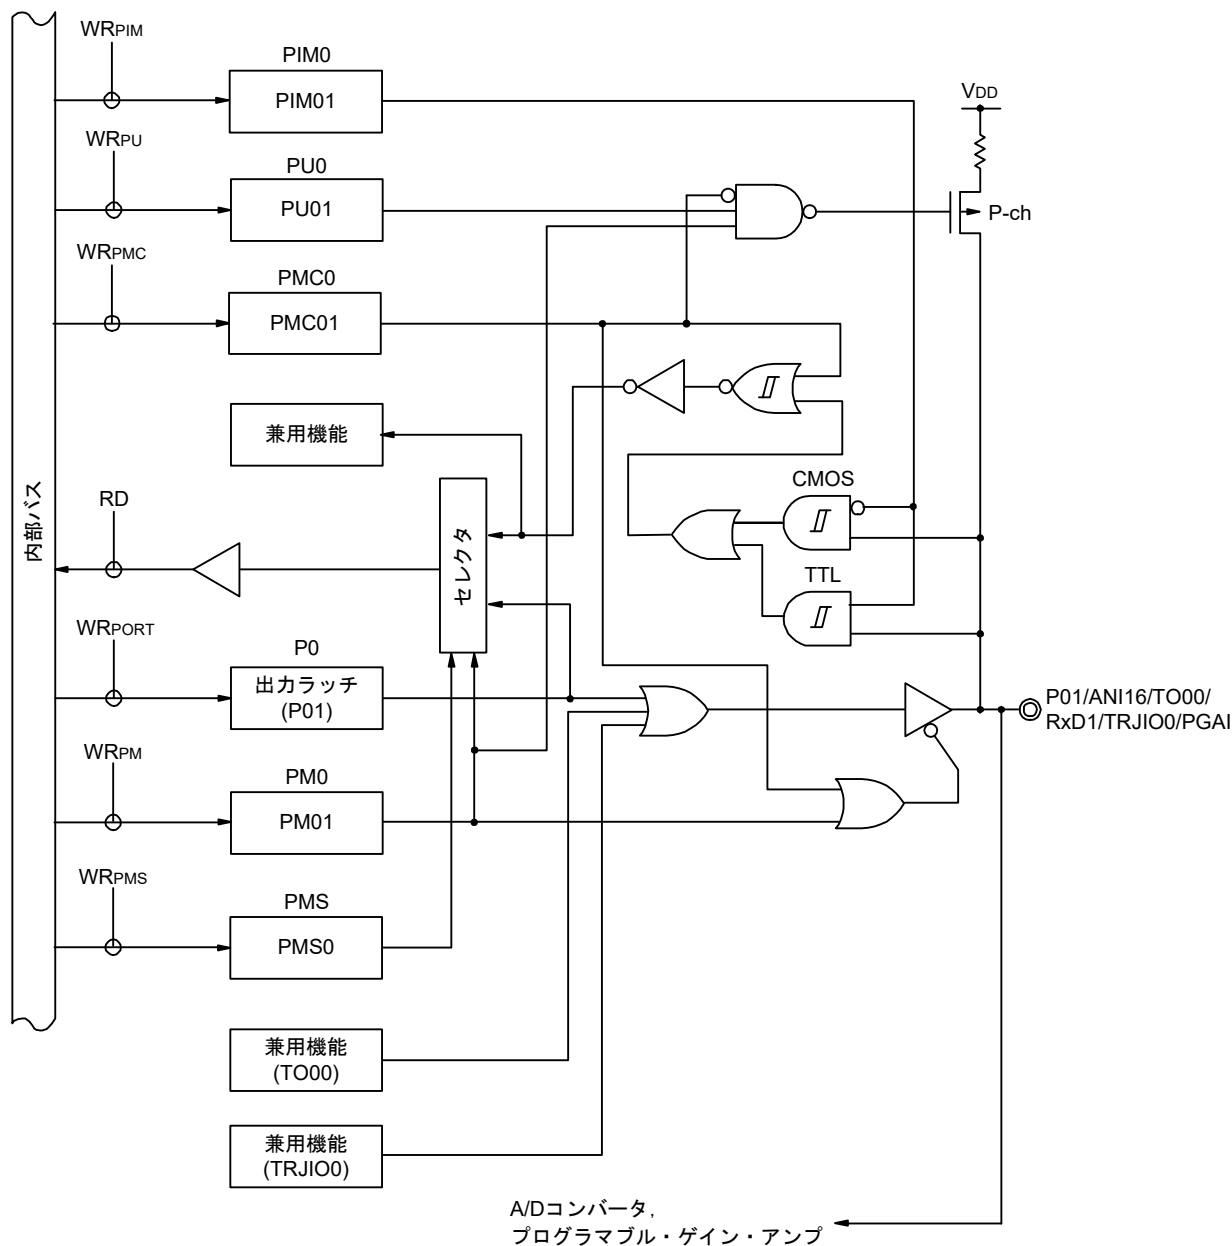 WRPIM
PIM0
PIM01
VDD
WRPU
PU0
PU01
P-ch
WRPMC
PMC0
PMC01
兼用機能
CMOS
内部バス
RD
セレクタ
TTL
WRPORT
P0
出力ラッチ
(P01)
P01/ANI16/TO00/
RxD1/TRJIO0/PGAI
WRPM
PM0
PM01
WRPMS
PMS
PMS0
兼用機能
(TO00)
兼用機能
(TRJIO0)
A/Dコンバータ,
プログラマブル・ゲイン・アンプ